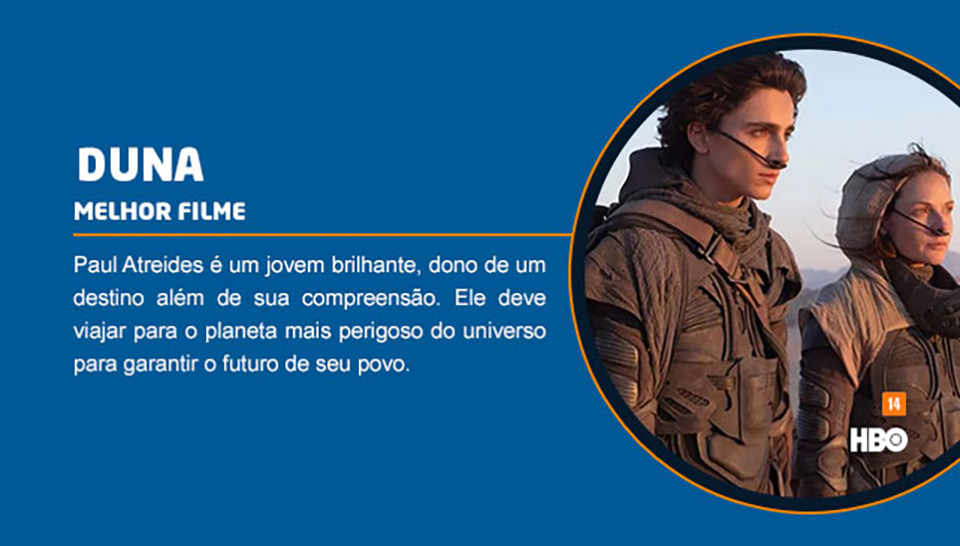 DUNA
MELHOR FILME
Paul Atreides é um jovem brilhante, dono de um
destino além de sua compreensão. Ele deve
viajar para o planeta mais perigoso do universo
para garantir o futuro de seu povo.
14
HBO